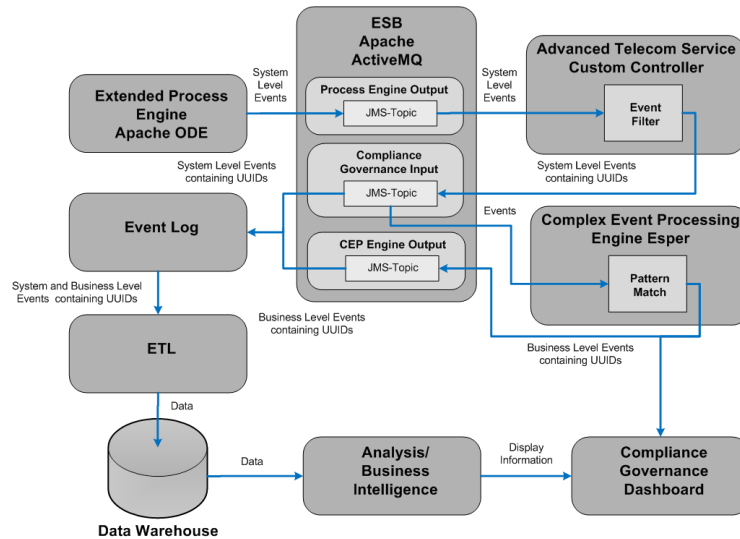 ESB
Apache
ActiveMQ
Extended Process
Engine
Apache ODE
System
Level
Events
Process Engine Output
JMS-Topic
System
Level
Events
Advanced Telecom Service
Custom Controller
Event
Filter
System Level Events
containing UUIDs
Compliance
Governance Input
JMS-Topic
System Level Events
containing UUIDs
Event Log
Events
CEP Engine Output
JMS-Topic
Complex Event Processing
Engine Esper
Pattern
Match
System and Business Level
Events containing UUIDs
Business Level Events
containing UUIDs
Business Level Events
containing UUIDs
ETL
Data
Data Warehouse
Data
Analysis/
Business
Intelligence
Display
Information
Compliance
Governance
Dashboard